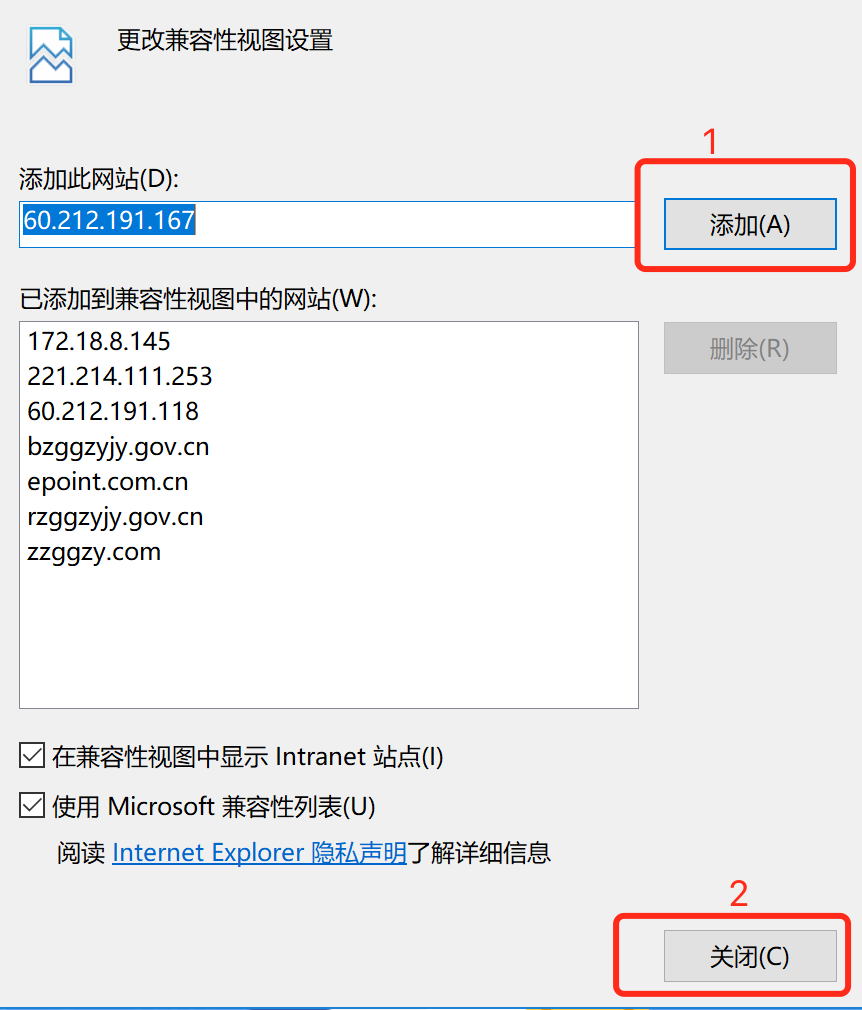 更改兼容性视图设置
1
添加此网站(D):
60.212.191.167
添加(A)
已添加到兼容性视图中的网站(W):
172.18.8.145
221.214.111.253
60.212.191.118
bzggzyjy.gov.cn
epoint.com.cn
rzggzyjy.gov.cn
zzggzy.com
删除(R)
在兼容性视图中显示 Intranet 站点(I)
使用 Microsoft 兼容性列表(U)
阅读 Internet Explorer 隐私声明了解详细信息
2
关闭(C)